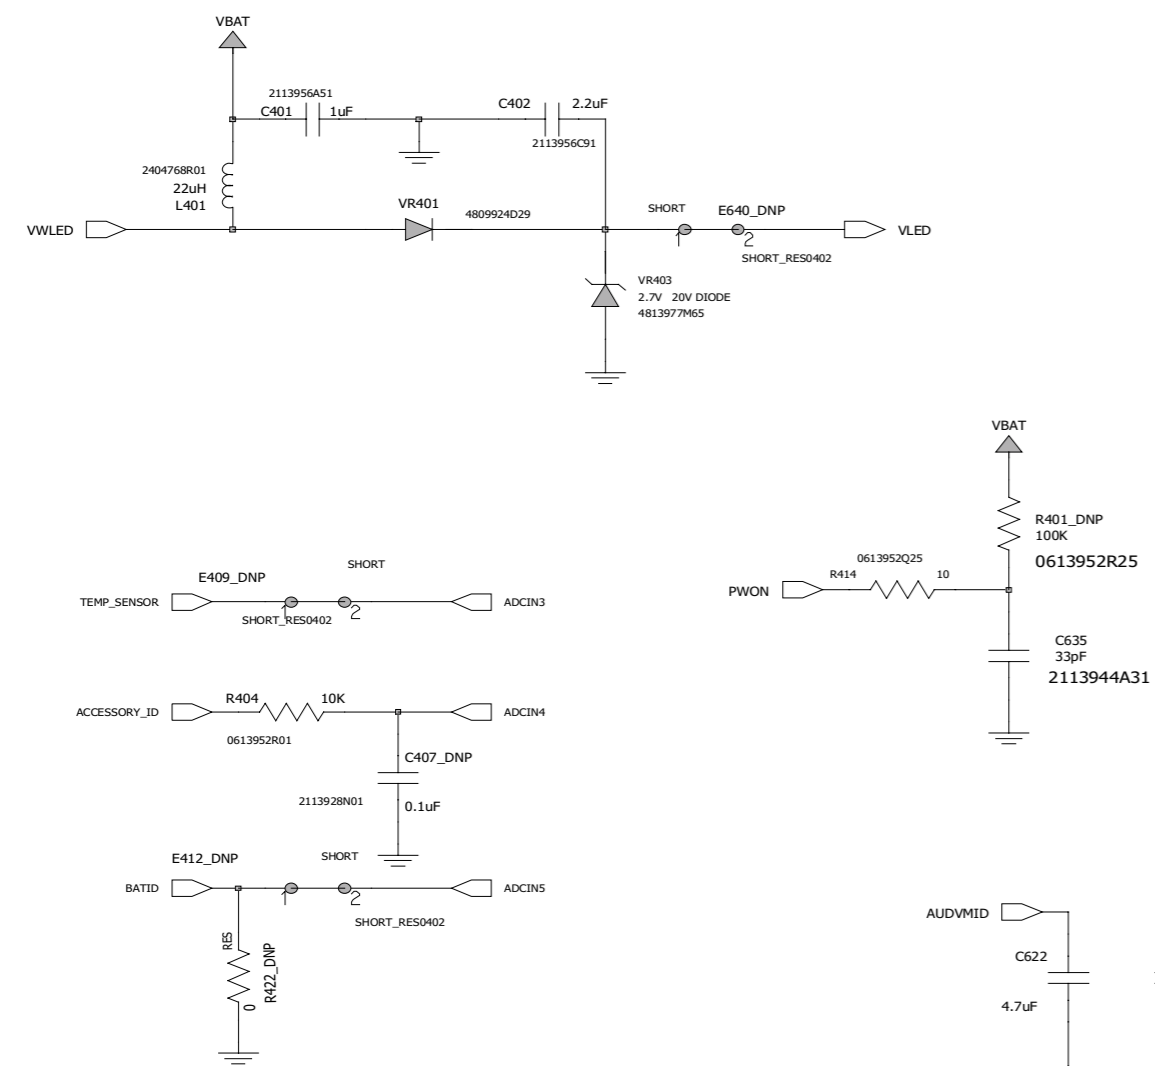 VBAT
2113956A51
C401
1uF
C402
2.2uF
2113956C91
2404768R01
22uH
L401
VWLED
VR401
4809924D29
SHORT
E640_DNP
1
2
VLED
SHORT_RES0402
VR403
2.7V 20V DIODE
4813977M65
VBAT
R401_DNP
100K
0613952R25
0613952Q25
R414
10
PWON
C635
33pF
2113944A31
E409_DNP
SHORT
TEMP_SENSOR
1
2
ADCIN3
SHORT_RES0402
R404
10K
ACCESSORY_ID
ADCIN4
0613952R01
C407_DNP
2113928N01
0.1uF
E412_DNP
SHORT
BATID
1
2
ADCIN5
SHORT_RES0402
RES
R422_DNP
0
AUDVMID
C622
4.7uF